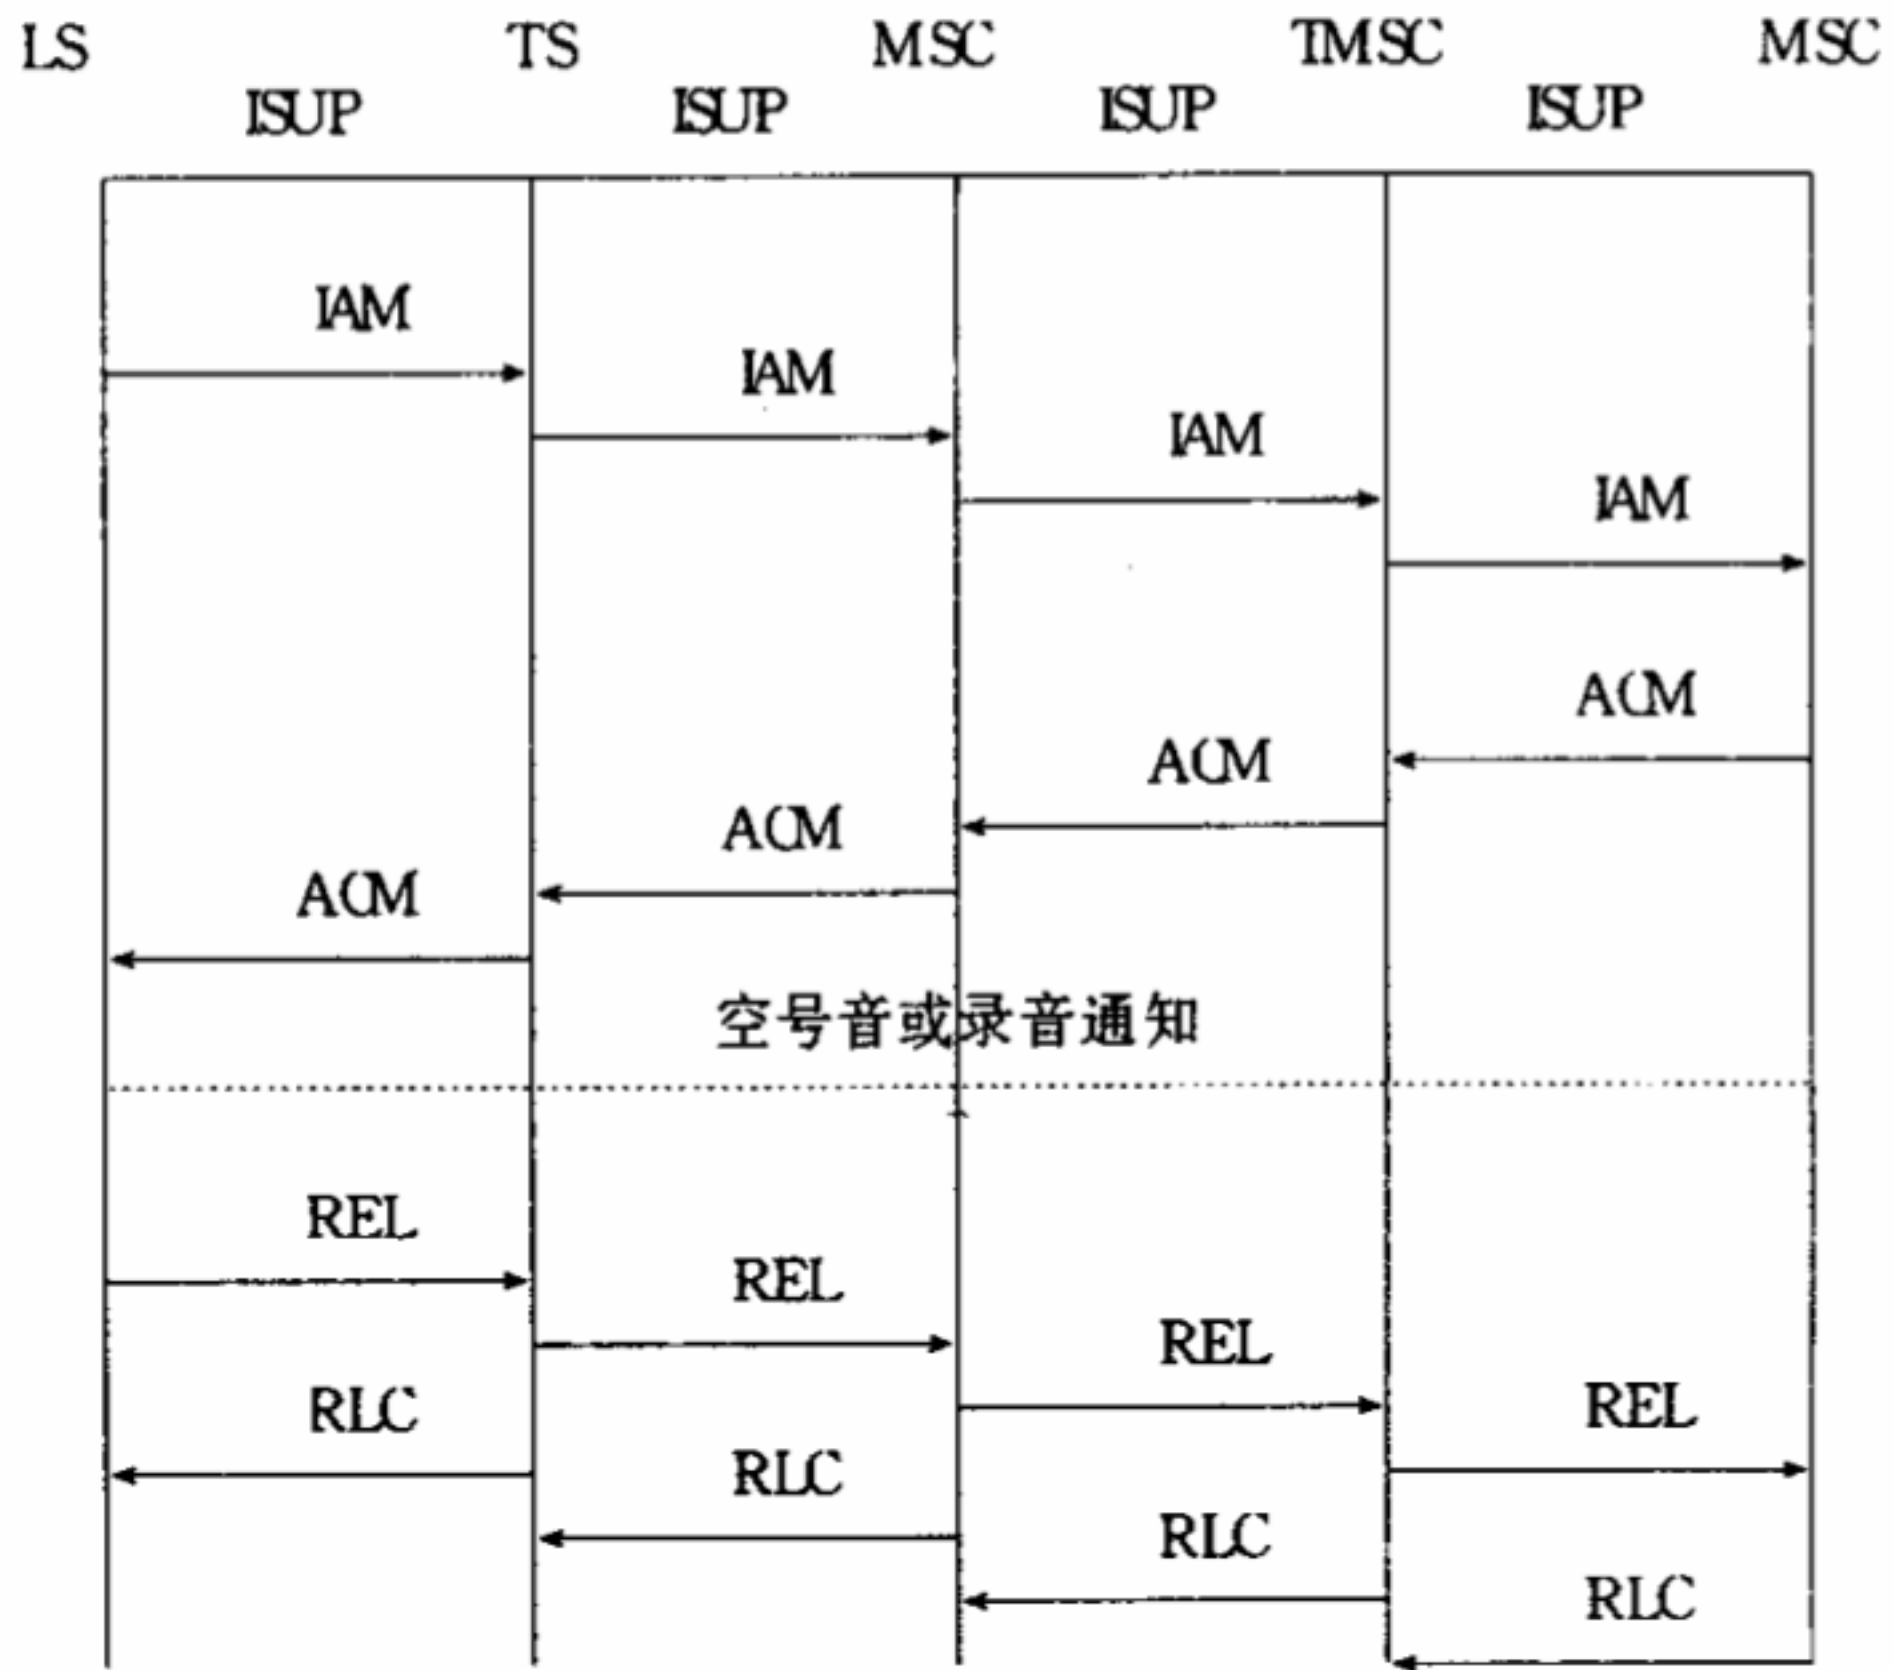 LS TS MSC TMSC MSC
ISUP ISUP ISUP ISUP
IAM
IAM
IAM
IAM
ACM
ACM
ACM
ACM
空号音或录音通知
REL
REL
REL
REL
RLC
RLC
RLC
RLC